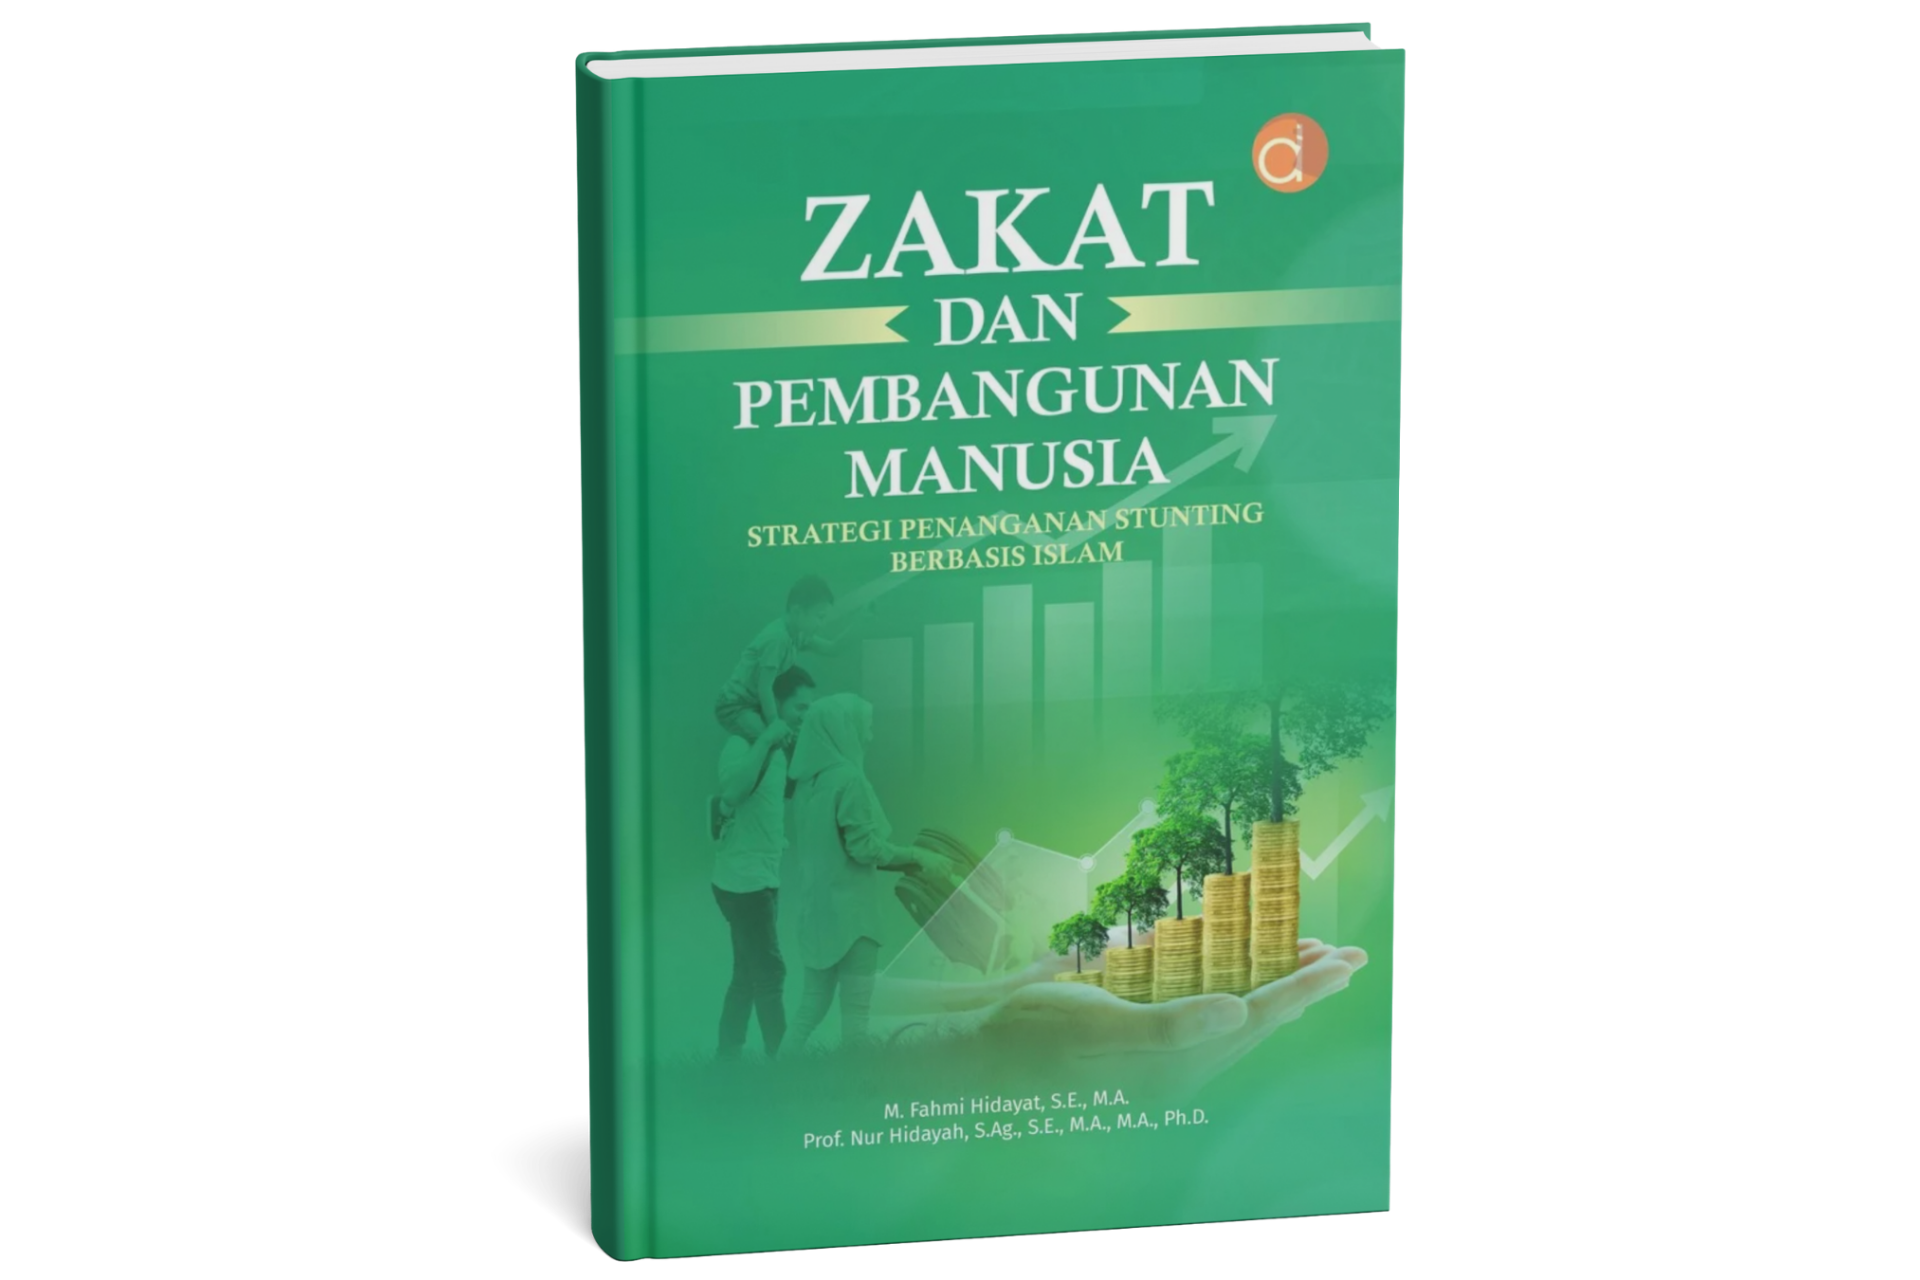 ZAKAT
DAN
PEMBANGUNAN
MANUSIA
STRATEGI PENANGANAN STUNTING
BERBASIS ISLAM
M. Fahmi Hidayat, S.E., M.A.
Prof. Nur Hidayah, S.Ag., S.E., M.A., M.A., Ph.D.